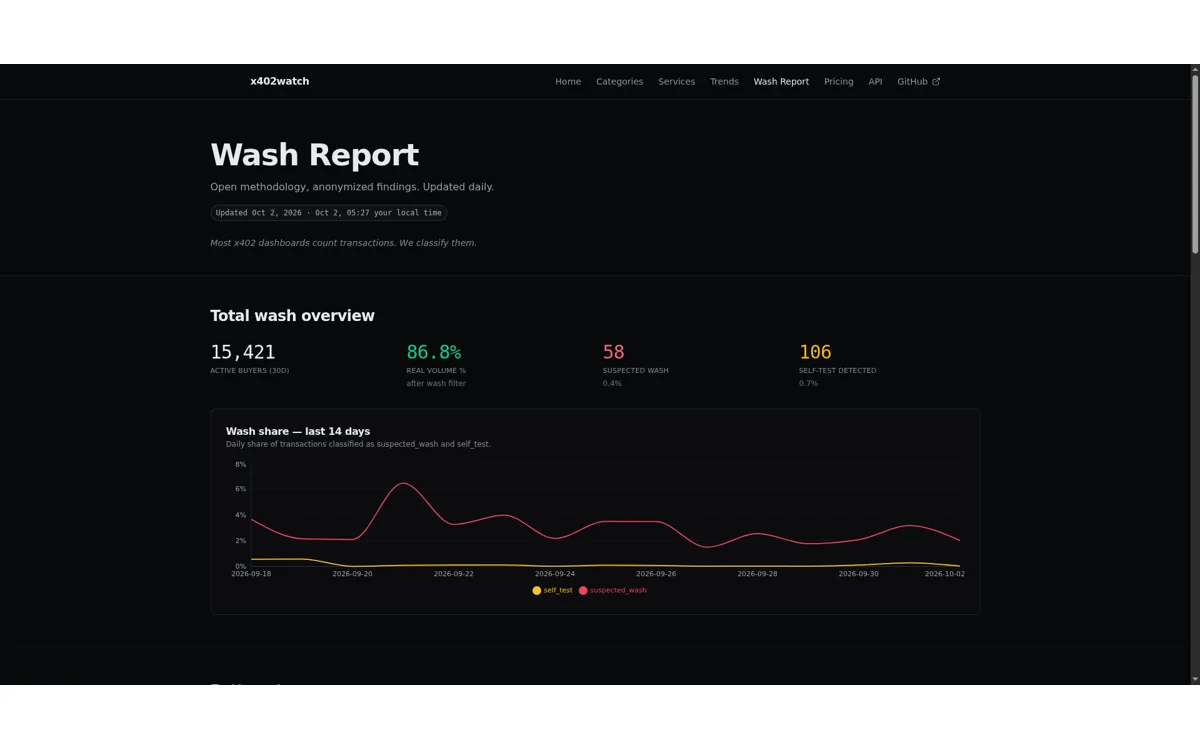 x402watch Home Categories Services Trends Wash Report Pricing API GitHub
Wash Report
Open methodology, anonymized findings. Updated daily.
Updated Oct 2, 2026 · Oct 2, 05:27 your local time
Most x402 dashboards count transactions. We classify them.
Total wash overview
15,421 86.8% 58 106
ACTIVE BUYERS (30D) REAL VOLUME % SUSPECTED WASH SELF-TEST DETECTED
after wash filter 0.4% 0.7%
Wash share — last 14 days
Daily share of transactions classified as suspected_wash and self_test.
8%
6%
4%
2%
0%
2026-09-18 2026-09-20 2026-09-22 2026-09-24 2026-09-26 2026-09-28 2026-09-30 2026-10-02
self_test suspected_wash